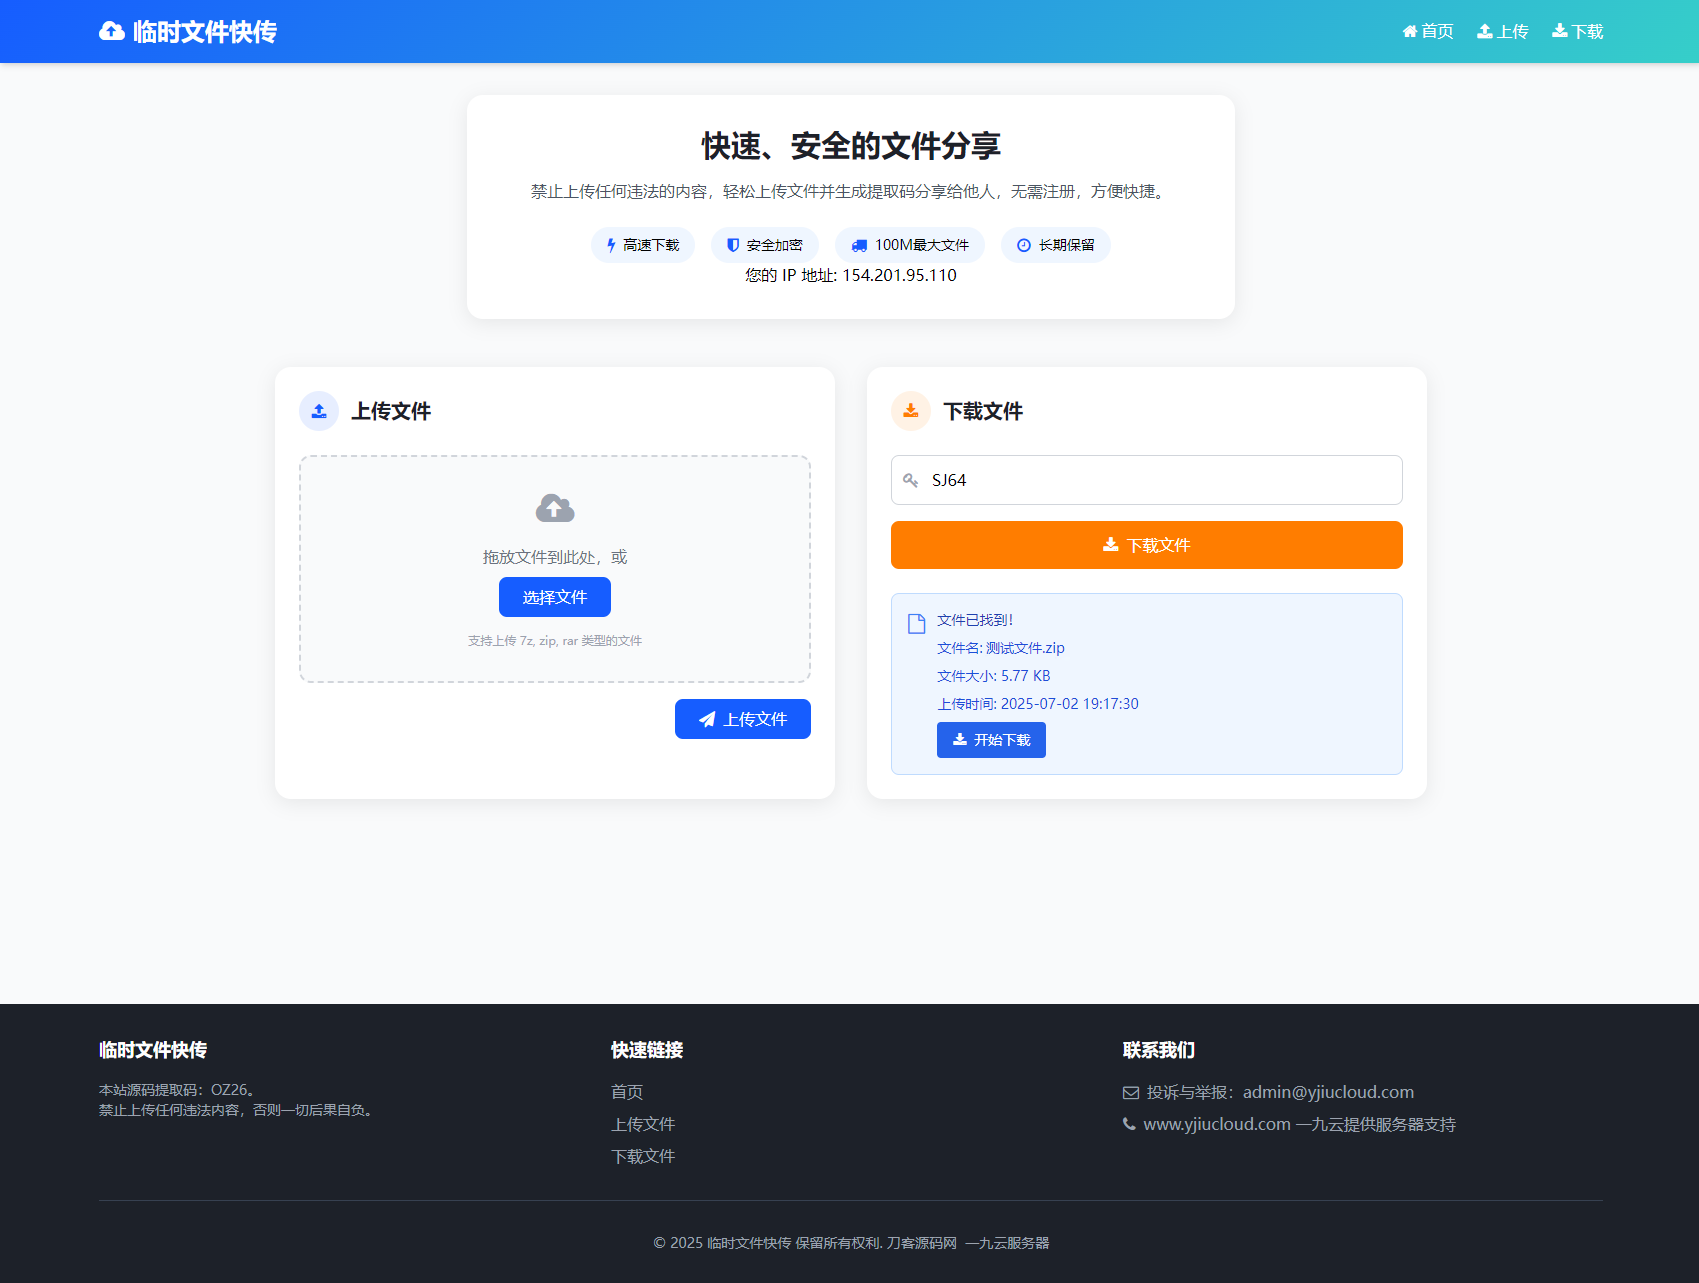 临时文件快传
首页 上传 下载
快速、安全的文件分享
禁止上传任何违法的内容，轻松上传文件并生成提取码分享给他人，无需注册，方便快捷。
高速下载 安全加密 100M最大文件 长期保留
您的 IP 地址: 154.201.95.110
上传文件
拖放文件到此处，或
选择文件
支持上传 7z, zip, rar 类型的文件
上传文件
下载文件
SJ64
下载文件
文件已找到！
文件名: 测试文件.zip
文件大小: 5.77 KB
上传时间: 2025-07-02 19:17:30
开始下载
临时文件快传
本站源码提取码：OZ26。
禁止上传任何违法内容，否则一切后果自负。
快速链接
首页
上传文件
下载文件
联系我们
投诉与举报：admin@yjiucloud.com
www.yjiucloud.com 一九云提供服务器支持
© 2025 临时文件快传 保留所有权利. 刀客源码网 一九云服务器